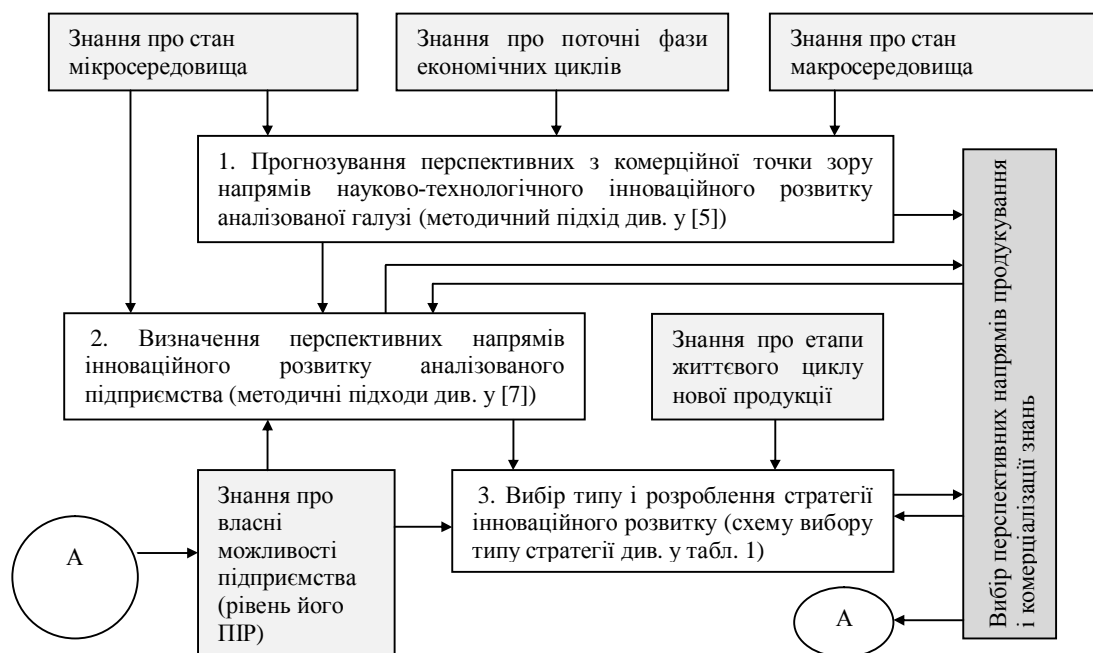 Знання про стан
мікросередовища
Знання про поточні фази
економічних циклів
Знання про стан
макросередовища
1. Прогнозування перспективних з комерційної точки зору
напрямів науково-технологічного інноваційного розвитку
аналізованої галузі (методичний підхід див. у [5])
2. Визначення перспективних напрямів
інноваційного розвитку аналізованого
підприємства (методичні підходи див. у [7])
Знання про етапи
життєвого циклу
нової продукції
Вибір перспективних напрямів продукування
і комерціалізації знань
А
Знання про
власні
можливості
підприємства
(рівень його
ПІР)
3. Вибір типу і розроблення стратегії
інноваційного розвитку (схему вибору
типу стратегії див. у табл. 1)
А